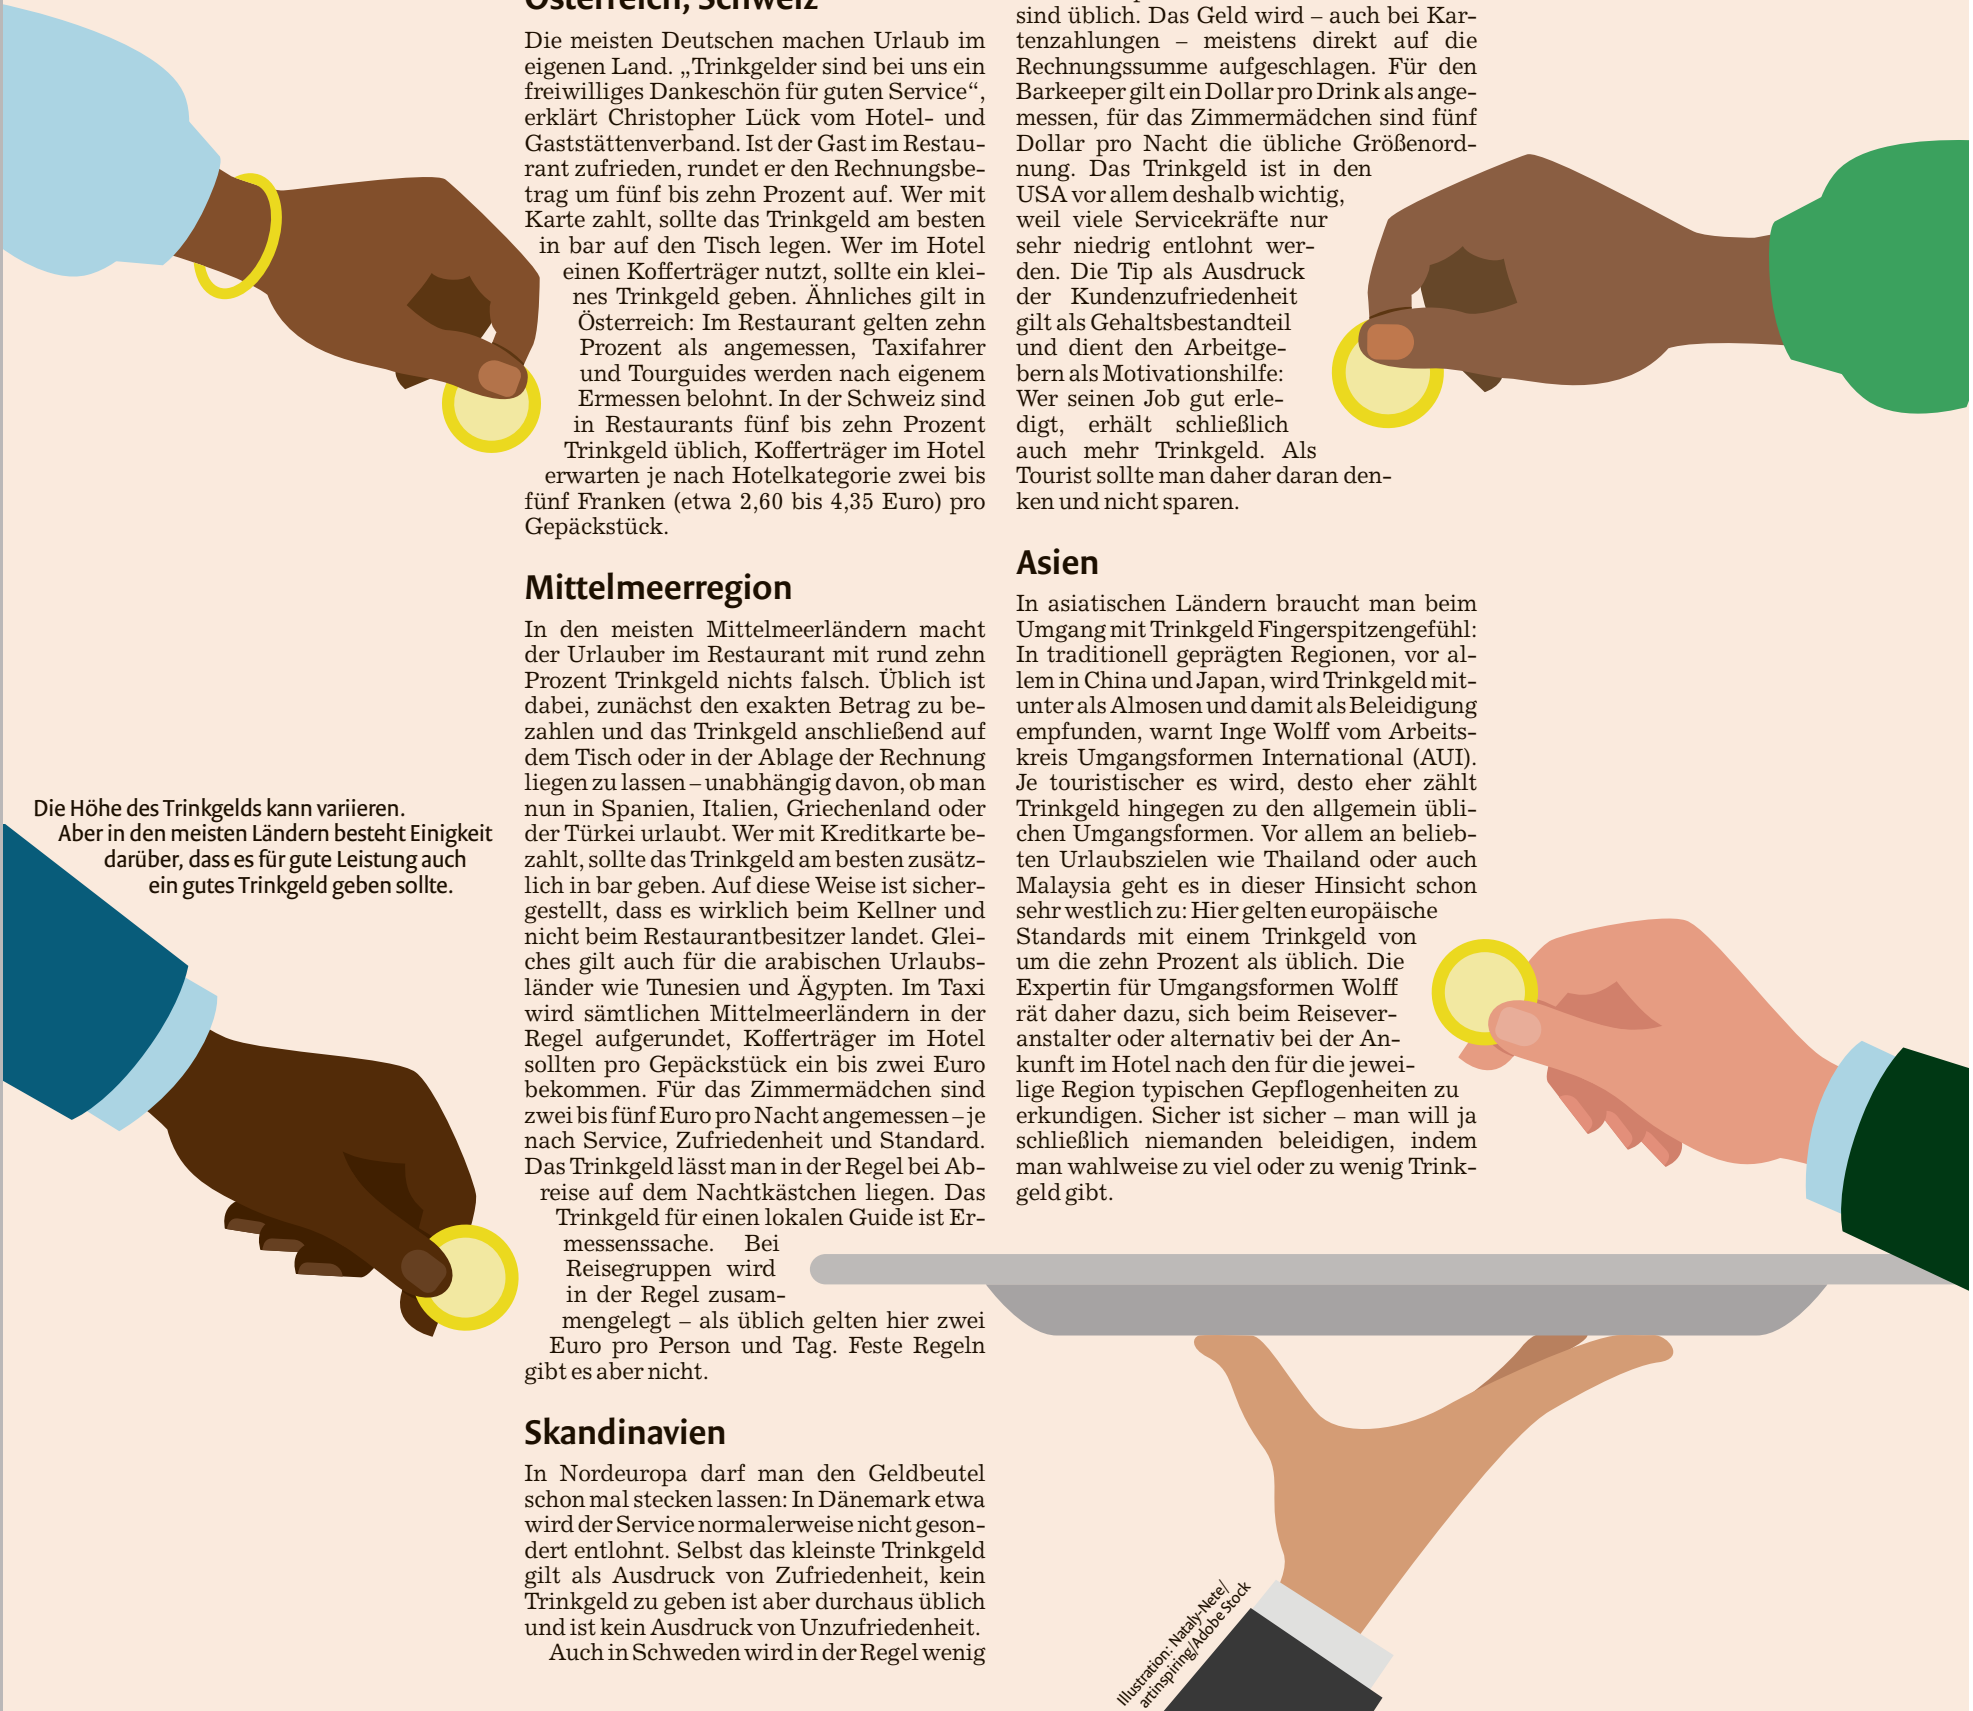 Österreich, Schweiz
Die meisten Deutschen machen Urlaub im
eigenen Land. „Trinkgelder sind bei uns ein
freiwilliges Dankeschön für guten Service“,
erklärt Christopher Lück vom Hotel- und
Gaststättenverband. Ist der Gast im Restau-
rant zufrieden, rundet er den Rechnungsbe-
trag um fünf bis zehn Prozent auf. Wer mit
Karte zahlt, sollte das Trinkgeld am besten
in bar auf den Tisch legen. Wer im Hotel
einen Kofferträger nutzt, sollte ein klei-
nes Trinkgeld geben. Ähnliches gilt in
Österreich: Im Restaurant gelten zehn
Prozent als angemessen, Taxifahrer
und Tourguides werden nach eigenem
Ermessen belohnt. In der Schweiz sind
in Restaurants fünf bis zehn Prozent
Trinkgeld üblich, Kofferträger im Hotel
erwarten je nach Hotelkategorie zwei bis
fünf Franken (etwa 2,60 bis 4,35 Euro) pro
Gepäckstück.
Mittelmeerregion
In den meisten Mittelmeerländern macht
der Urlauber im Restaurant mit rund zehn
Prozent Trinkgeld nichts falsch. Üblich ist
dabei, zunächst den exakten Betrag zu be-
zahlen und das Trinkgeld anschließend auf
dem Tisch oder in der Ablage der Rechnung
liegen zu lassen – unabhängig davon, ob man
nun in Spanien, Italien, Griechenland oder
der Türkei urlaubt. Wer mit Kreditkarte be-
zahlt, sollte das Trinkgeld am besten zusätz-
lich in bar geben. Auf diese Weise ist sicher-
gestellt, dass es wirklich beim Kellner und
nicht beim Restaurantbesitzer landet. Glei-
ches gilt auch für die arabischen Urlaubs-
länder wie Tunesien und Ägypten. Im Taxi
wird sämtlichen Mittelmeerländern in der
Regel aufgerundet, Kofferträger im Hotel
sollten pro Gepäckstück ein bis zwei Euro
bekommen. Für das Zimmermädchen sind
zwei bis fünf Euro pro Nacht angemessen – je
nach Service, Zufriedenheit und Standard.
Das Trinkgeld lässt man in der Regel bei Ab-
reise auf dem Nachtkästchen liegen. Das
Trinkgeld für einen lokalen Guide ist Er-
messenssache. Bei
Reisegruppen wird
in der Regel zusam-
mengelegt – als üblich gelten hier zwei
Euro pro Person und Tag. Feste Regeln
gibt es aber nicht.
Skandinavien
In Nordeuropa darf man den Geldbeutel
schon mal stecken lassen: In Dänemark etwa
wird der Service normalerweise nicht geson-
dert entlohnt. Selbst das kleinste Trinkgeld
gilt als Ausdruck von Zufriedenheit, kein
Trinkgeld zu geben ist aber durchaus üblich
und ist kein Ausdruck von Unzufriedenheit.
Auch in Schweden wird in der Regel wenig
sind üblich. Das Geld wird – auch bei Kar-
tenzahlungen – meistens direkt auf die
Rechnungssumme aufgeschlagen. Für den
Barkeeper gilt ein Dollar pro Drink als ange-
messen, für das Zimmermädchen sind fünf
Dollar pro Nacht die übliche Größenord-
nung. Das Trinkgeld ist in den
USA vor allem deshalb wichtig,
weil viele Servicekräfte nur
sehr niedrig entlohnt wer-
den. Die Tip als Ausdruck
der Kundenzufriedenheit
gilt als Gehaltsbestandteil
und dient den Arbeitge-
bern als Motivationshilfe:
Wer seinen Job gut erle-
digt, erhält schließlich
auch mehr Trinkgeld. Als
Tourist sollte man daher daran den-
ken und nicht sparen.
Asien
In asiatischen Ländern braucht man beim
Umgang mit Trinkgeld Fingerspitzengefühl:
In traditionell geprägten Regionen, vor al-
lem in China und Japan, wird Trinkgeld mit-
unter als Almosen und damit als Beleidigung
empfunden, warnt Inge Wolff vom Arbeits-
kreis Umgangsformen International (AUI).
Je touristischer es wird, desto eher zählt
Trinkgeld hingegen zu den allgemein übli-
chen Umgangsformen. Vor allem an belieb-
ten Urlaubszielen wie Thailand oder auch
Malaysia geht es in dieser Hinsicht schon
sehr westlich zu: Hier gelten europäische
Standards mit einem Trinkgeld von
um die zehn Prozent als üblich. Die
Expertin für Umgangsformen Wolff
rät daher dazu, sich beim Reisever-
anstalter oder alternativ bei der An-
kunft im Hotel nach den für die jewei-
lige Region typischen Gepflogenheiten zu
erkundigen. Sicher ist sicher – man will ja
schließlich niemanden beleidigen, indem
man wahlweise zu viel oder zu wenig Trink-
geld gibt.
Die Höhe des Trinkgelds kann variieren.
Aber in den meisten Ländern besteht Einigkeit
darüber, dass es für gute Leistung auch
ein gutes Trinkgeld geben sollte.
Illustration: Nataly-Nete/
artinspiring/Adobe Stock